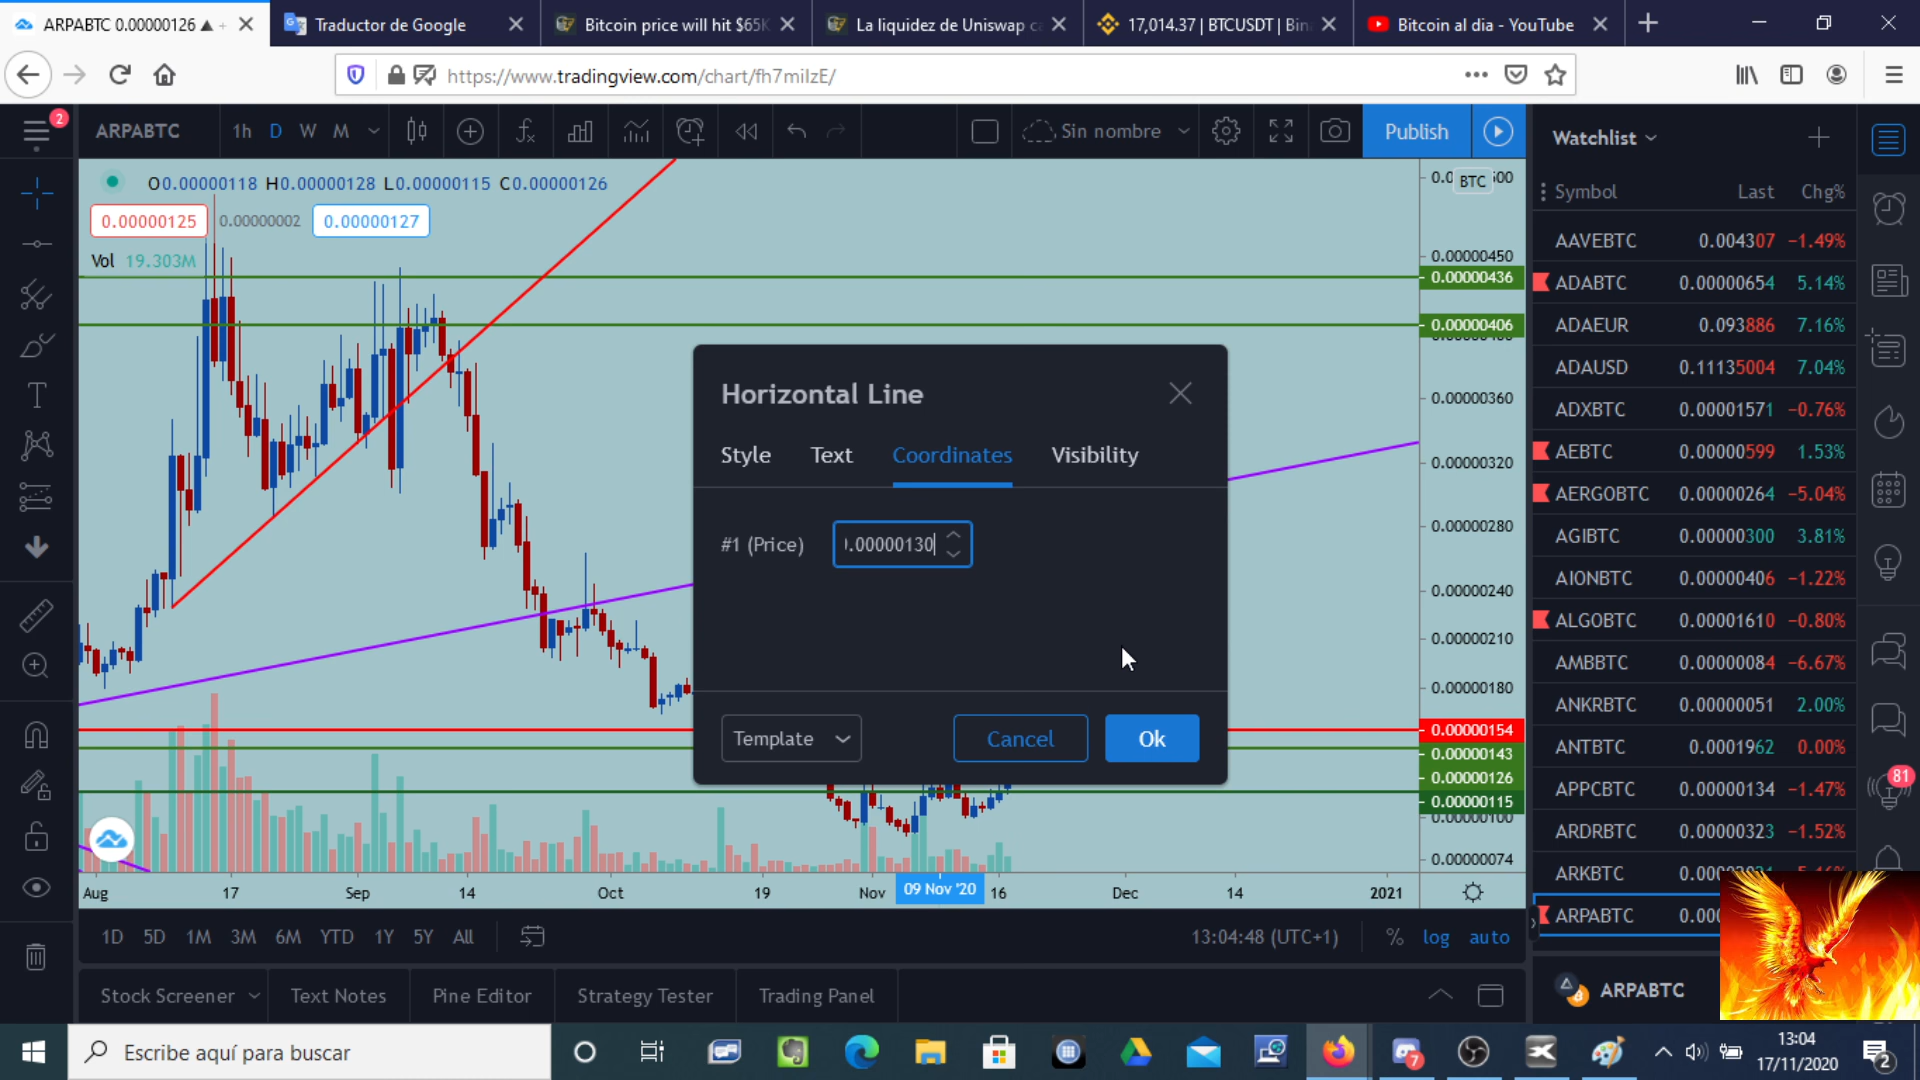 ARPABTC 0.00000126 ▲ +
Traductor de Google
Bitcoin price will hit $65K
La liquidez de Uniswap ca
17,014.37 | BTCUSDT | Bin
Bitcoin al dia - YouTube
https://www.tradingview.com/chart/fh7milzE/
2
ARPABTC
1h D W M
Sin nombre
Publish
Watchlist
O0.00000118 H0.00000128 L0.00000115 C0.00000126
BTC
Symbol Last Chg%
0.00000125 0.00000002 0.00000127
Vol 19.303M
0.00000450
0.00000436
0.00000406
0.00000360
0.00000320
0.00000280
0.00000240
0.00000210
0.00000180
0.00000154
0.00000143
0.00000126
0.00000115
0.00000100
0.00000074
Horizontal Line
Style Text Coordinates Visibility
#1 (Price) .00000130
Template Cancel Ok
AAVEBTC 0.004307 −1.49%
ADABTC 0.00000654 5.14%
ADAEUR 0.093886 7.16%
ADAUSD 0.11135004 7.04%
ADXBTC 0.00001571 −0.76%
AEBTC 0.00000599 1.53%
AERGOBTC 0.00000264 −5.04%
AGIBTC 0.00000300 3.81%
AIONBTC 0.00000406 −1.22%
ALGOBTC 0.00001610 −0.80%
AMBBTC 0.00000084 −6.67%
ANKRBTC 0.00000051 2.00%
ANTBTC 0.0001962 0.00%
APPCBTC 0.00000134 −1.47%
ARDRBTC 0.00000323 −1.52%
ARKBTC
ARPABTC 0.000
81
Aug 17 Sep 14 Oct 19 Nov 09 Nov '20 16 Dec 14 2021
1D 5D 1M 3M 6M YTD 1Y 5Y All
13:04:48 (UTC+1) % log auto
Stock Screener Text Notes Pine Editor Strategy Tester Trading Panel
ARPABTC
Escribe aquí para buscar
7
13:04
17/11/2020
2